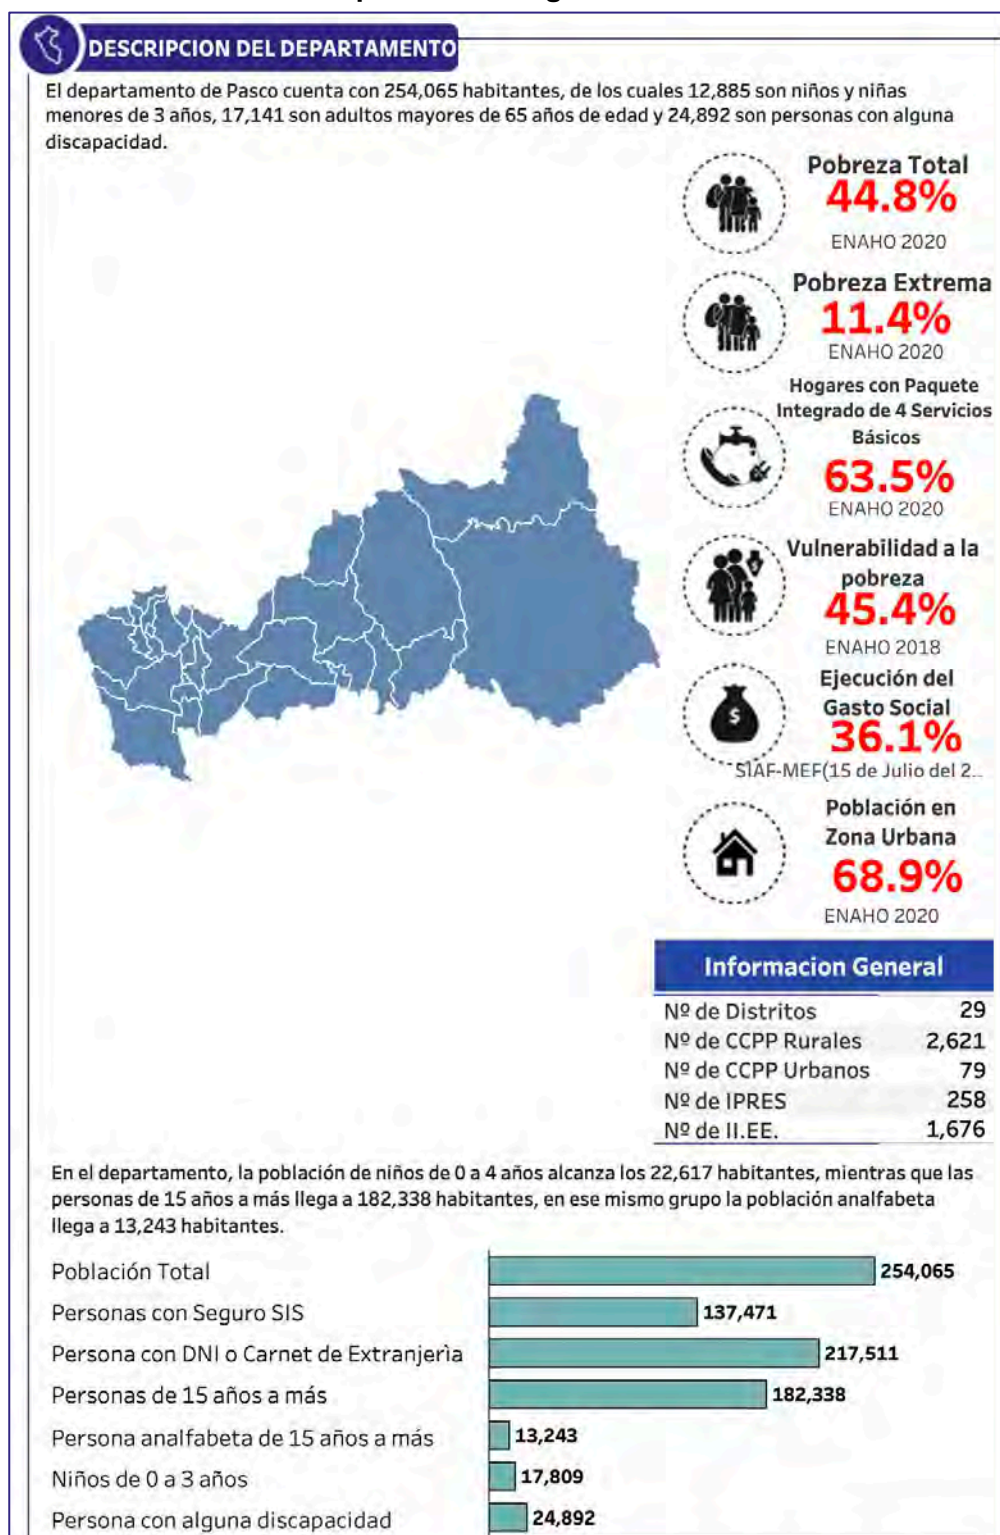 DESCRIPCION DEL DEPARTAMENTO
El departamento de Pasco cuenta con 254,065 habitantes, de los cuales 12,885 son niños y niñas
menores de 3 años, 17,141 son adultos mayores de 65 años de edad y 24,892 son personas con alguna
discapacidad.
Pobreza Total
44.8%
ENAHO 2020
Pobreza Extrema
11.4%
ENAHO 2020
Hogares con Paquete
Integrado de 4 Servicios
Básicos
63.5%
ENAHO 2020
Vulnerabilidad a la
pobreza
45.4%
ENAHO 2018
Ejecución del
Gasto Social
36.1%
SIAF-MEF(15 de Julio del 2..
Población en
Zona Urbana
68.9%
ENAHO 2020
Informacion General
Nº de Distritos 29
Nº de CCPP Rurales 2,621
Nº de CCPP Urbanos 79
Nº de IPRES 258
Nº de II.EE. 1,676
En el departamento, la población de niños de 0 a 4 años alcanza los 22,617 habitantes, mientras que las
personas de 15 años a más llega a 182,338 habitantes, en ese mismo grupo la población analfabeta
llega a 13,243 habitantes.
Población Total 254,065
Personas con Seguro SIS 137,471
Persona con DNI o Carnet de Extranjerìa 217,511
Personas de 15 años a más 182,338
Persona analfabeta de 15 años a más 13,243
Niños de 0 a 3 años 17,809
Persona con alguna discapacidad 24,892